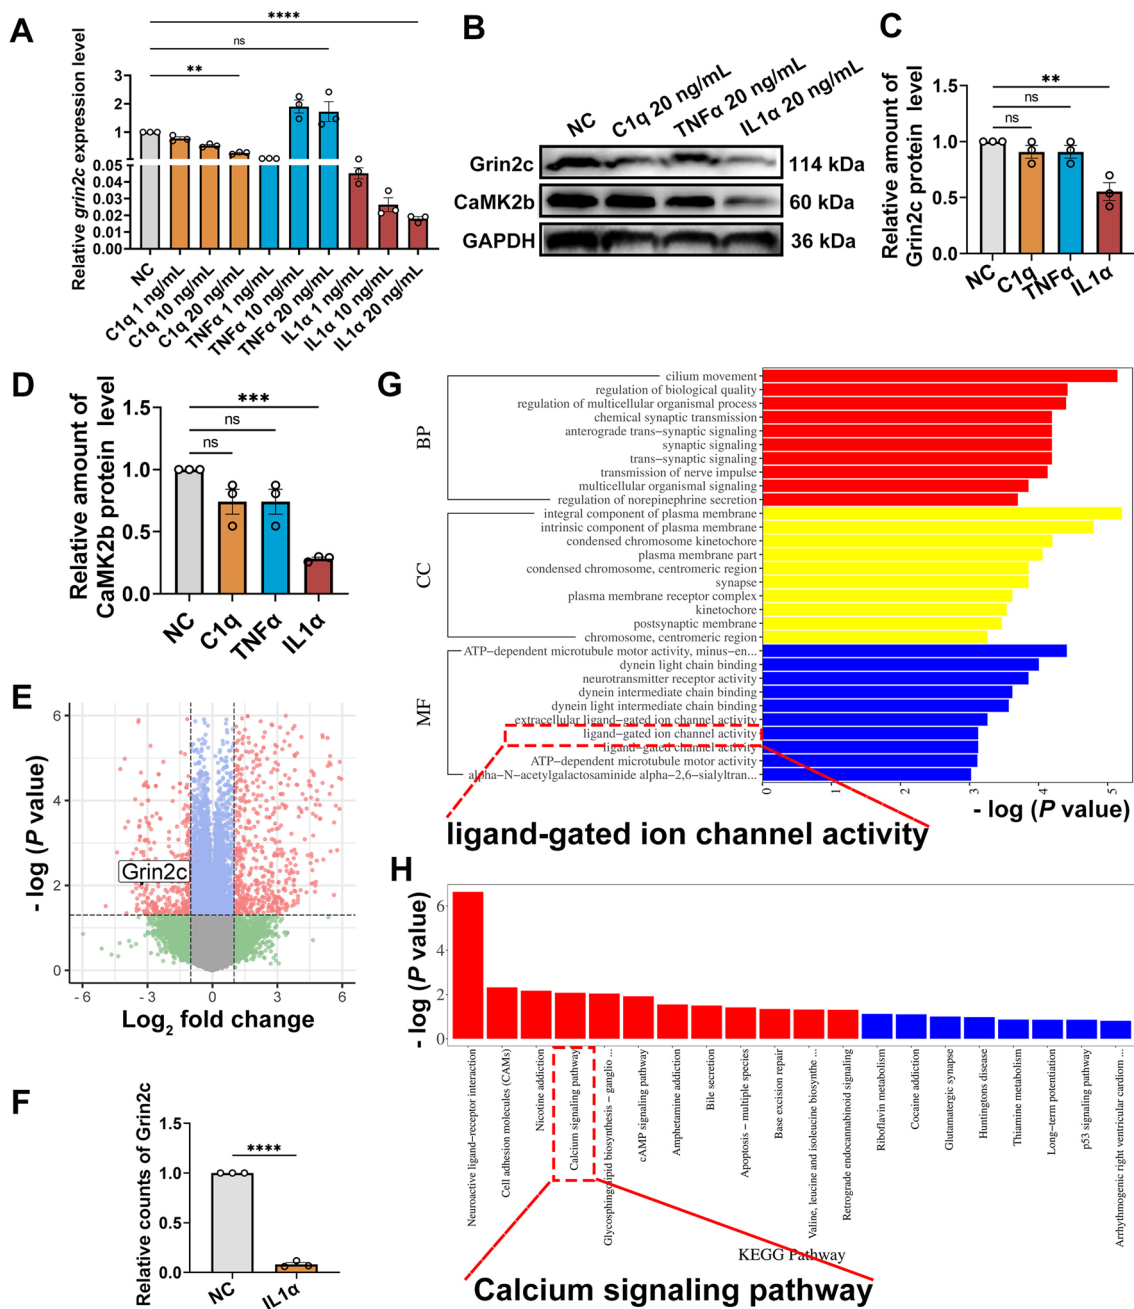 A
Relative grin2c expression level
****
ns
**
3
2
1
0.05
0.04
0.03
0.02
0.01
0.00
NC
C1q 1 ng/mL
C1q 10 ng/mL
C1q 20 ng/mL
TNFα 1 ng/mL
TNFα 10 ng/mL
TNFα 20 ng/mL
IL1α 1 ng/mL
IL1α 10 ng/mL
IL1α 20 ng/mL
B
NC
C1q 20 ng/mL
TNFα 20 ng/mL
IL1α 20 ng/mL
Grin2c 114 kDa
CaMK2b 60 kDa
GAPDH 36 kDa
C
Relative amount of
Grin2c protein level
**
ns
ns
1.5
1.0
0.5
0.0
NC
C1q
TNFα
IL1α
D
Relative amount of
CaMK2b protein level
***
ns
ns
1.5
1.0
0.5
0.0
NC
C1q
TNFα
IL1α
G
BP
cilium movement
regulation of biological quality
regulation of multicellular organismal process
chemical synaptic transmission
anterograde trans−synaptic signaling
synaptic signaling
trans−synaptic signaling
transmission of nerve impulse
multicellular organismal signaling
regulation of norepinephrine secretion
CC
integral component of plasma membrane
intrinsic component of plasma membrane
condensed chromosome kinetochore
plasma membrane part
condensed chromosome, centromeric region
synapse
plasma membrane receptor complex
kinetochore
postsynaptic membrane
chromosome, centromeric region
MF
ATP−dependent microtubule motor activity, minus−en...
dynein light chain binding
neurotransmitter receptor activity
dynein intermediate chain binding
dynein light intermediate chain binding
extracellular ligand−gated ion channel activity
ligand−gated ion channel activity
ligand−gated channel activity
ATP−dependent microtubule motor activity
alpha−N−acetylgalactosaminide alpha−2,6−sialyltran...
0 1 2 3 4 5
- log (P value)
ligand-gated ion channel activity
E
- log (P value)
6
4
2
0
Grin2c
-6 -3 0 3 6
Log2 fold change
F
Relative counts of Grin2c
****
1.5
1.0
0.5
0.0
NC
IL1α
H
- log (P value)
6
4
2
0
Neuroactive ligand−receptor interaction
Cell adhesion molecules (CAMs)
Nicotine addiction
Calcium signaling pathway
Glycosphingolipid biosynthesis − ganglio ...
cAMP signaling pathway
Amphetamine addiction
Bile secretion
Apoptosis − multiple species
Base excision repair
Valine, leucine and isoleucine biosynthe ...
Retrograde endocannabinoid signaling
Riboflavin metabolism
Cocaine addiction
Glutamatergic synapse
Huntingtons disease
Thiamine metabolism
Long−term potentiation
p53 signaling pathway
Arrhythmogenic right ventricular cardiom ...
KEGG Pathway
Calcium signaling pathway